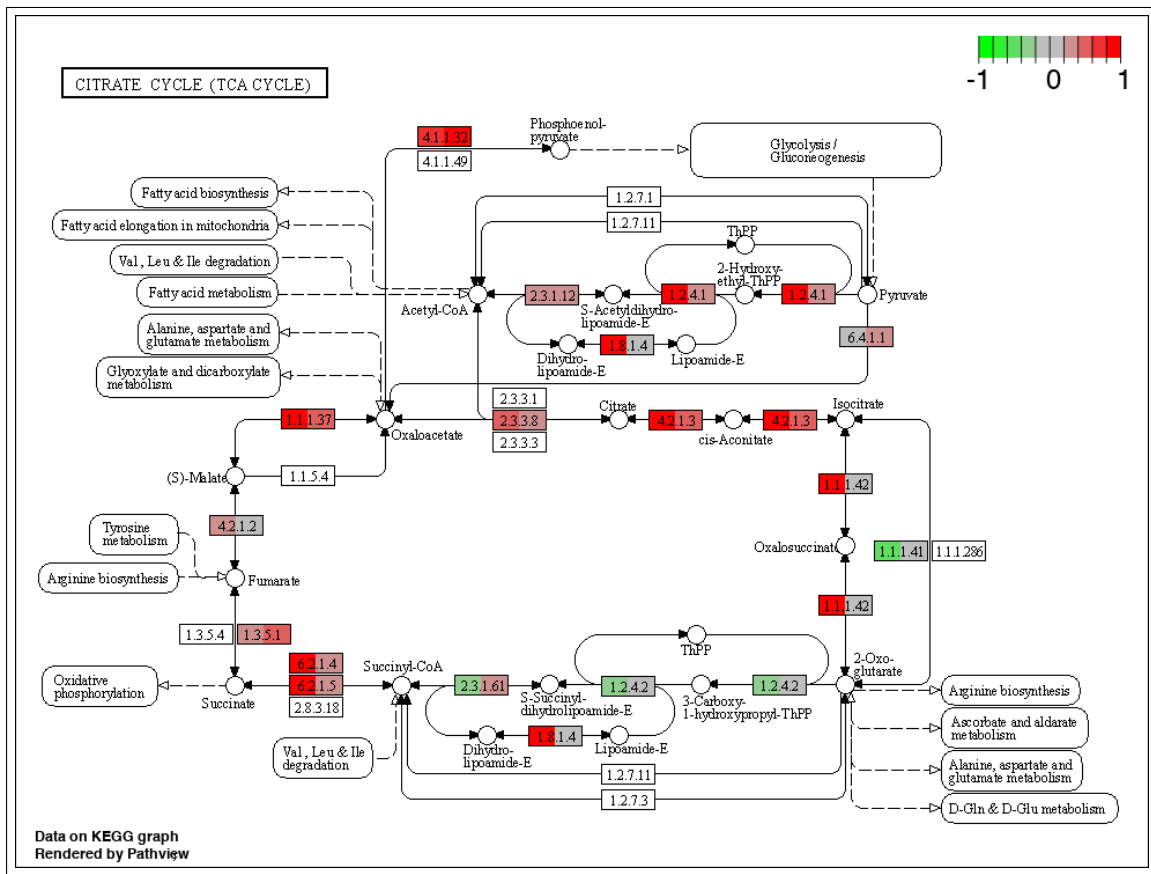 -1 0 1
CITRATE CYCLE (TCA CYCLE)
Phosphoenol-
pyruvate
4.1.1.32
4.1.1.49
Glycolysis /
Gluconeogenesis
Fatty acid biosynthesis
Fatty acid elongation in mitochondria
Val, Leu & Ile degradation
Fatty acid metabolism
1.2.7.1
1.2.7.11
ThPP
2-Hydroxy-
ethyl-ThPP
2.3.1.12
1.2.4.1
1.2.4.1
Acetyl-CoA
S-Acetyldihydro-
lipoamide-E
Pyruvate
Alanine, aspartate and
glutamate metabolism
6.4.1.1
1.8.1.4
Dihydro-
lipoamide-E
Lipoamide-E
Glyoxylate and dicarboxylate
metabolism
2.3.3.1
Citrate
Isocitrate
1.1.1.37
2.3.3.8
4.2.1.3
4.2.1.3
Oxaloacetate
2.3.3.3
cis-Aconitate
(S)-Malate
1.1.5.4
1.1.1.42
4.2.1.2
Tyrosine
metabolism
Oxalosuccinate
1.1.1.41
1.1.1.286
Arginine biosynthesis
Fumarate
1.1.1.42
1.3.5.4
1.3.5.1
ThPP
6.2.1.4
Succinyl-CoA
2-Oxo-
glutarate
Oxidative
phosphorylation
6.2.1.5
2.3.1.61
1.2.4.2
1.2.4.2
Succinate
2.8.3.18
S-Succinyl-
dihydrolipoamide-E
3-Carboxy-
1-hydroxypropyl-ThPP
Arginine biosynthesis
Ascorbate and aldarate
metabolism
1.8.1.4
Val, Leu & Ile
degradation
Dihydro-
lipoamide-E
Lipoamide-E
Alanine, aspartate and
glutamate metabolism
1.2.7.11
1.2.7.3
D-Gln & D-Glu metabolism
Data on KEGG graph
Rendered by Pathview